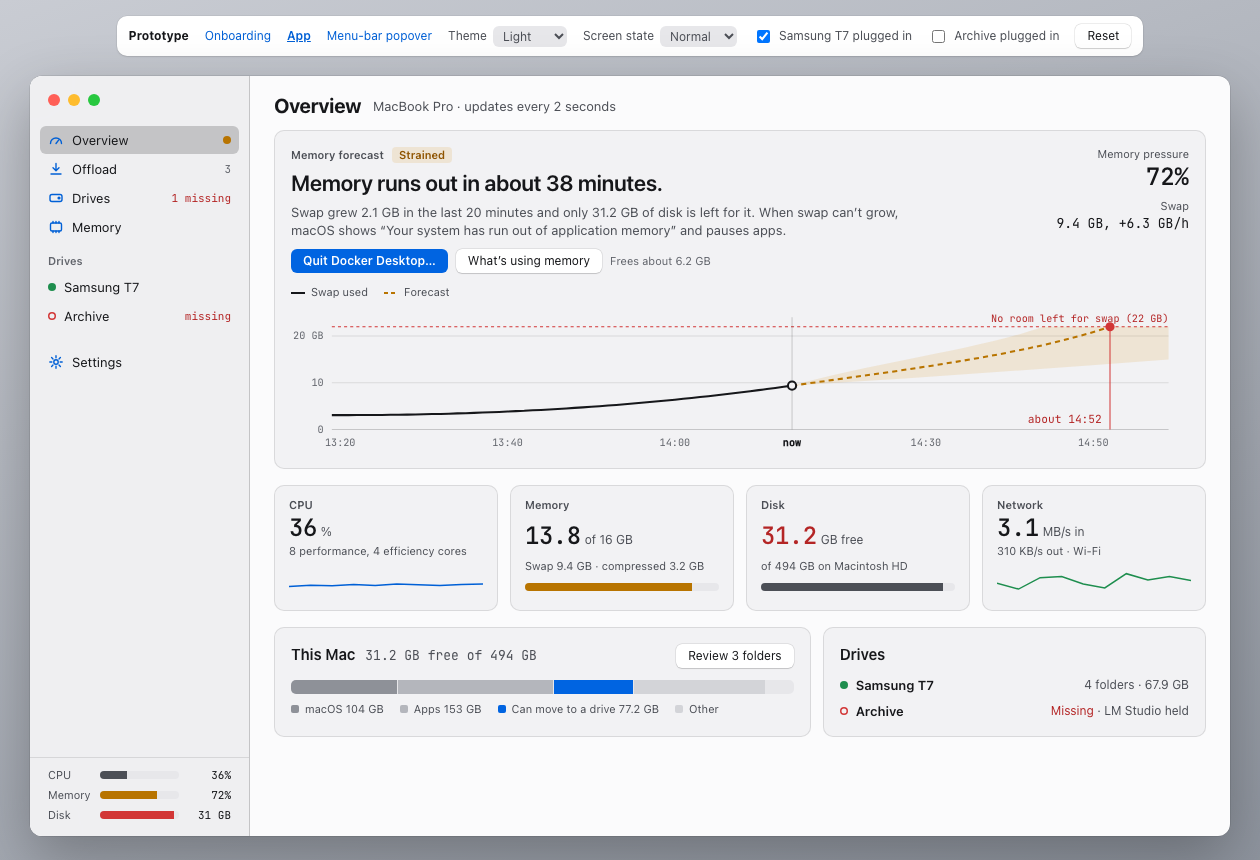 Prototype Onboarding App Menu-bar popover Theme Light Screen state Normal Samsung T7 plugged in Archive plugged in Reset
Overview
Offload 3
Drives 1 missing
Memory
Drives
Samsung T7
Archive missing
Settings
CPU 36%
Memory 72%
Disk 31 GB
Overview MacBook Pro · updates every 2 seconds
Memory forecast Strained
Memory runs out in about 38 minutes.
Swap grew 2.1 GB in the last 20 minutes and only 31.2 GB of disk is left for it. When swap can’t grow,
macOS shows “Your system has run out of application memory” and pauses apps.
Quit Docker Desktop… What’s using memory Frees about 6.2 GB
Memory pressure
72%
Swap
9.4 GB, +6.3 GB/h
Swap used Forecast
No room left for swap (22 GB)
20 GB
10
0
about 14:52
13:20 13:40 14:00 now 14:30 14:50
CPU
36 %
8 performance, 4 efficiency cores
Memory
13.8 of 16 GB
Swap 9.4 GB · compressed 3.2 GB
Disk
31.2 GB free
of 494 GB on Macintosh HD
Network
3.1 MB/s in
310 KB/s out · Wi-Fi
This Mac 31.2 GB free of 494 GB Review 3 folders
macOS 104 GB Apps 153 GB Can move to a drive 77.2 GB Other
Drives
Samsung T7 4 folders · 67.9 GB
Archive Missing · LM Studio held